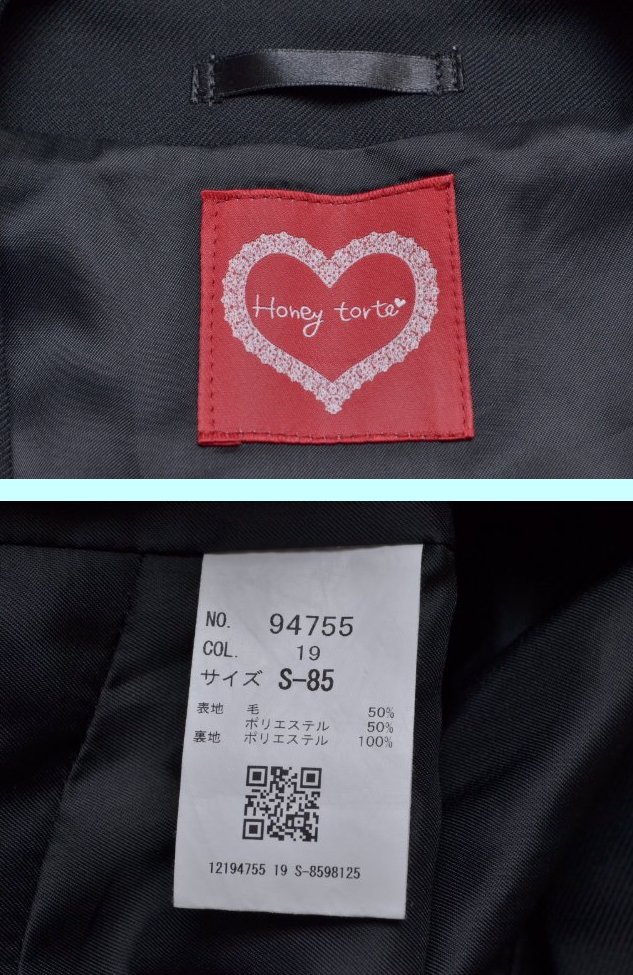 Honey torte
NO. 94755
COL. 19
サイズ S-85
表地 毛 50%
ポリエステル 50%
裏地 ポリエステル 100%
12194755 19 S-8598125